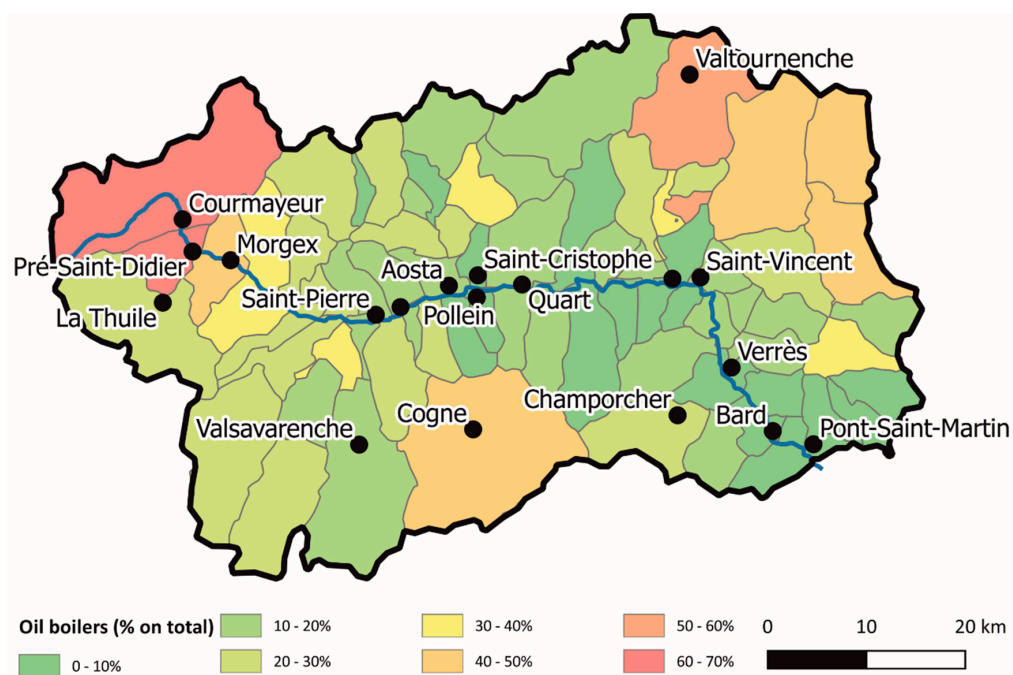 Valtournenche
Courmayeur
Morgex
Pré-Saint-Didier
Aosta
Saint-Cristophe
Saint-Vincent
Saint-Pierre
Quart
La Thuile
Pollein
Verrès
Champorcher
Cogne
Bard
Valsavarenche
Pont-Saint-Martin
Oil boilers (% on total)
0 - 10%
10 - 20%
20 - 30%
30 - 40%
40 - 50%
50 - 60%
60 - 70%
0 10 20 km